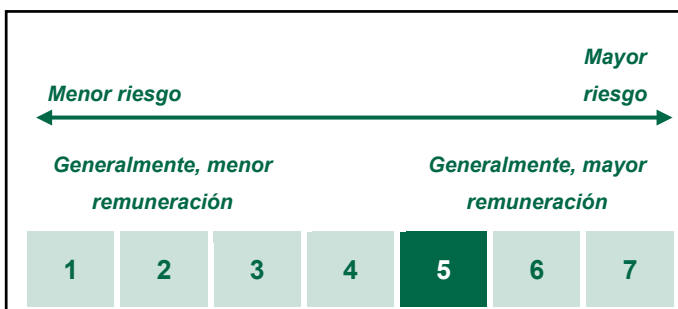 Mayor
Menor riesgo riesgo
Generalmente, menor Generalmente, mayor
remuneración remuneración
1 2 3 4 5 6 7